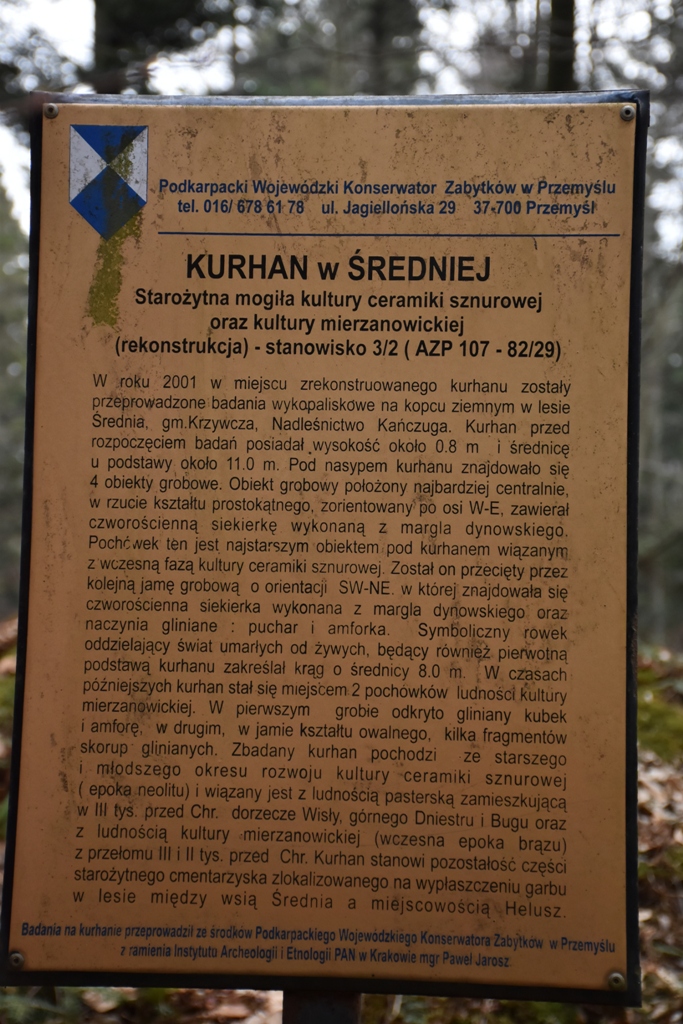 Podkarpacki Wojewódzki Konserwator Zabytków w Przemyślu
tel. 016/ 678 61 78 ul. Jagiellońska 29 37-700 Przemyśl
KURHAN w ŚREDNIEJ
Starożytna mogiła kultury ceramiki sznurowej
oraz kultury mierzanowickiej
(rekonstrukcja) - stanowisko 3/2 ( AZP 107 - 82/29)
W roku 2001 w miejscu zrekonstruowanego kurhanu zostały
przeprowadzone badania wykopaliskowe na kopcu ziemnym w lesie
Średnia, gm.Krzywcza, Nadleśnictwo Kańczuga. Kurhan przed
rozpoczęciem badań posiadał wysokość około 0.8 m i średnicę
u podstawy około 11.0 m. Pod nasypem kurhanu znajdowało się
4 obiekty grobowe. Obiekt grobowy położony najbardziej centralnie,
w rzucie kształtu prostokątnego, zorientowany po osi W-E, zawierał
czworościenną siekierkę wykonaną z margla dynowskiego.
Pochówek ten jest najstarszym obiektem pod kurhanem wiązanym
z wczesną fazą kultury ceramiki sznurowej. Został on przecięty przez
kolejną jamę grobową o orientacji SW-NE. w której znajdowała się
czworościenna siekierka wykonana z margla dynowskiego oraz
naczynia gliniane : puchar i amforka. Symboliczny rowek
oddzielający świat umarłych od żywych, będący również pierwotną
podstawą kurhanu zakreślał krąg o średnicy 8.0 m. W czasach
późniejszych kurhan stał się miejscem 2 pochówków ludności kultury
mierzanowickiej. W pierwszym grobie odkryto gliniany kubek
i amforę, w drugim, w jamie kształtu owalnego, kilka fragmentów
skorup glinianych. Zbadany kurhan pochodzi ze starszego
i młodszego okresu rozwoju kultury ceramiki sznurowej
( epoka neolitu) i wiązany jest z ludnością pasterską zamieszkującą
w III tys. przed Chr. dorzecze Wisły, górnego Dniestru i Bugu oraz
z ludnością kultury mierzanowickiej (wczesna epoka brązu)
z przełomu III i II tys. przed Chr. Kurhan stanowi pozostałość części
starożytnego cmentarzyska zlokalizowanego na wypłaszczeniu garbu
w lesie między wsią Średnia a miejscowością Helusz.
Badania na kurhanie przeprowadził ze środków Podkarpackiego Wojewódzkiego Konserwatora Zabytków w Przemyślu
z ramienia Instytutu Archeologii i Etnologii PAN w Krakowie mgr Paweł Jarosz